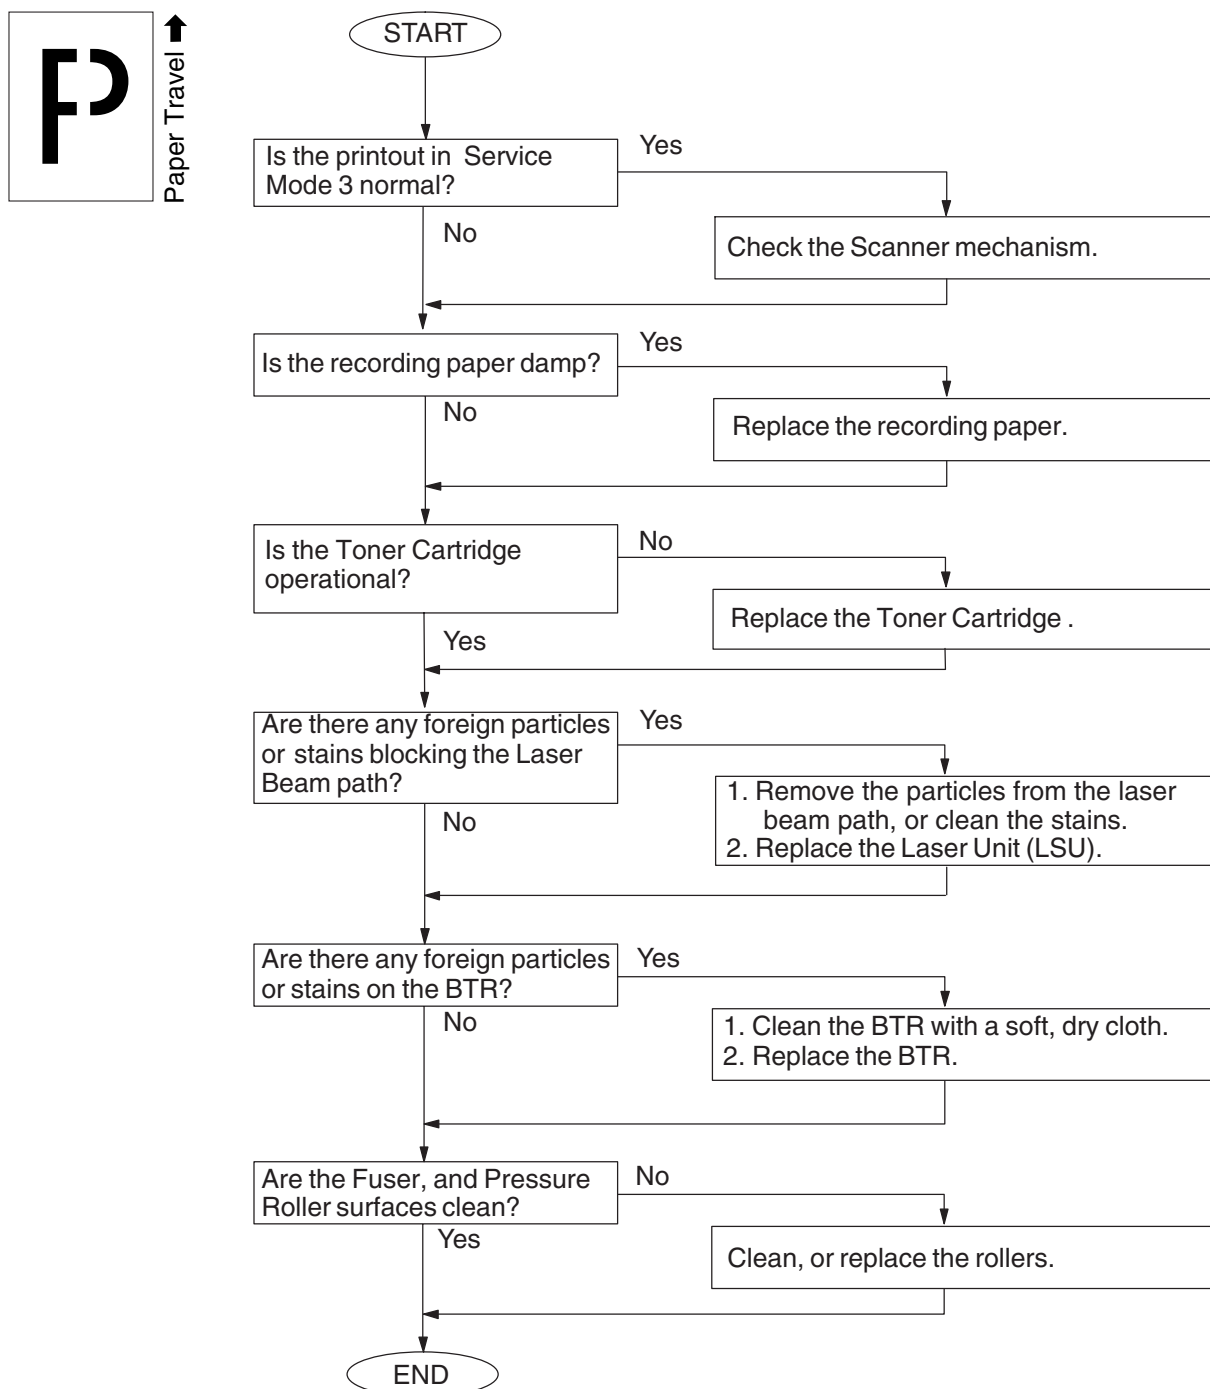 P
Paper Travel
START
Is the printout in Service
Mode 3 normal?
Yes
No
Check the Scanner mechanism.
Is the recording paper damp?
Yes
No
Replace the recording paper.
Is the Toner Cartridge
operational?
No
Yes
Replace the Toner Cartridge .
Are there any foreign particles
or stains blocking the Laser
Beam path?
Yes
No
1. Remove the particles from the laser
beam path, or clean the stains.
2. Replace the Laser Unit (LSU).
Are there any foreign particles
or stains on the BTR?
Yes
No
1. Clean the BTR with a soft, dry cloth.
2. Replace the BTR.
Are the Fuser, and Pressure
Roller surfaces clean?
No
Yes
Clean, or replace the rollers.
END